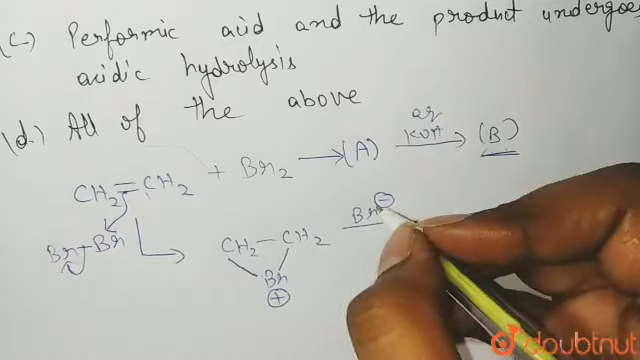 (C) Performic acid and the product undergoes
acidic hydrolysis
(d.) All of the above
CH2=CH2 + Br2 ⟶ (A) aq KOH ⟶ (B)
Br-Br
CH2-CH2 Br⊖
Br
⊕
doubtnut